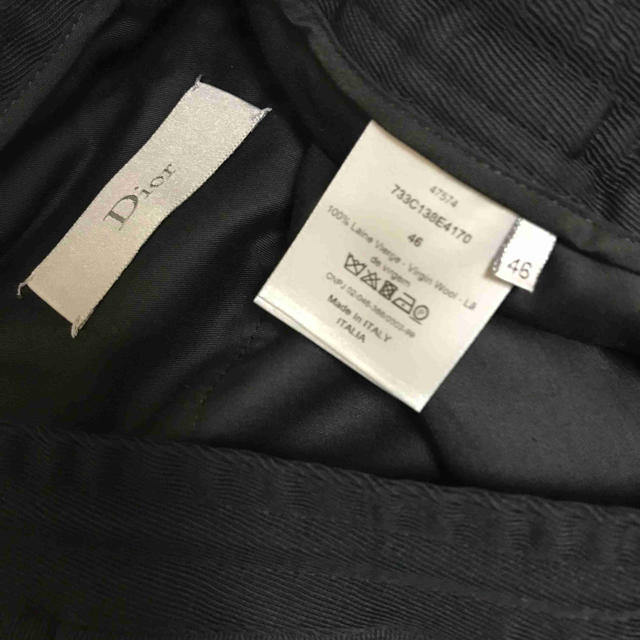 Dior
47574
733C138E4170
46
100% Laine Vierge - Virgin Wool - Lã
de virgem
Made in ITALY
ITALIA
46